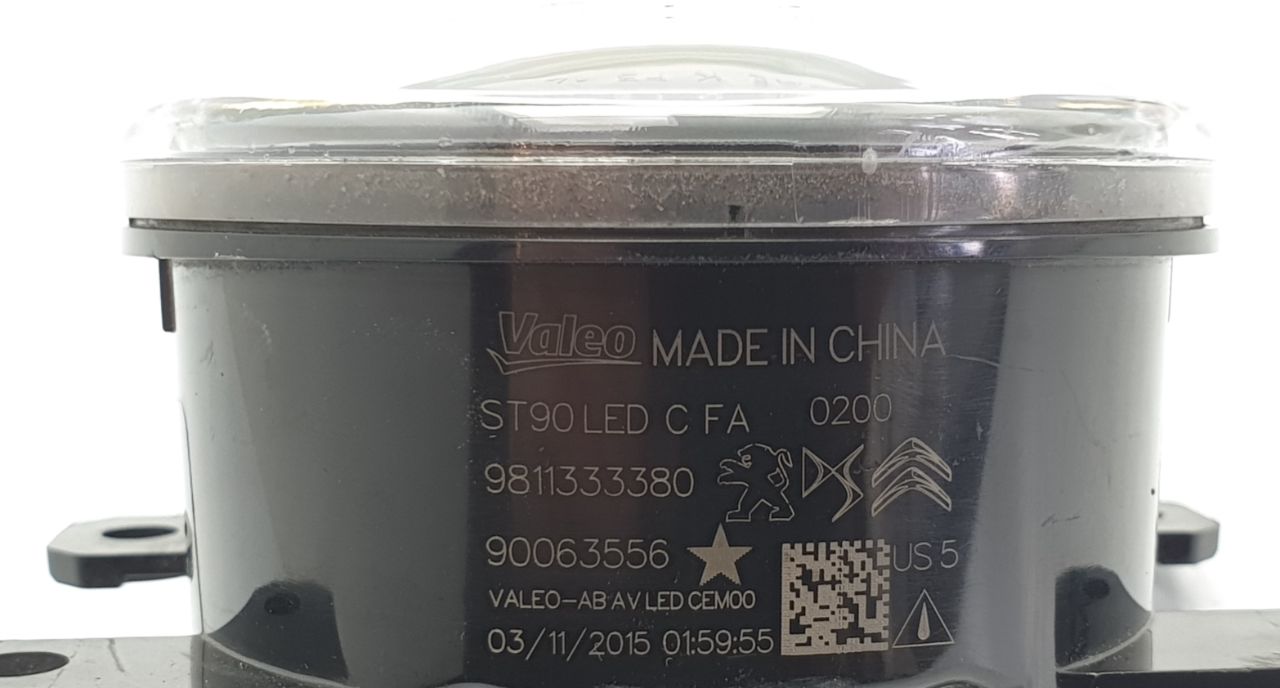 Valeo MADE IN CHINA
ST90 LED C FA 0200
9811333380
90063556 US 5
VALEO-AB AV LED CEM00
03/11/2015 01:59:55